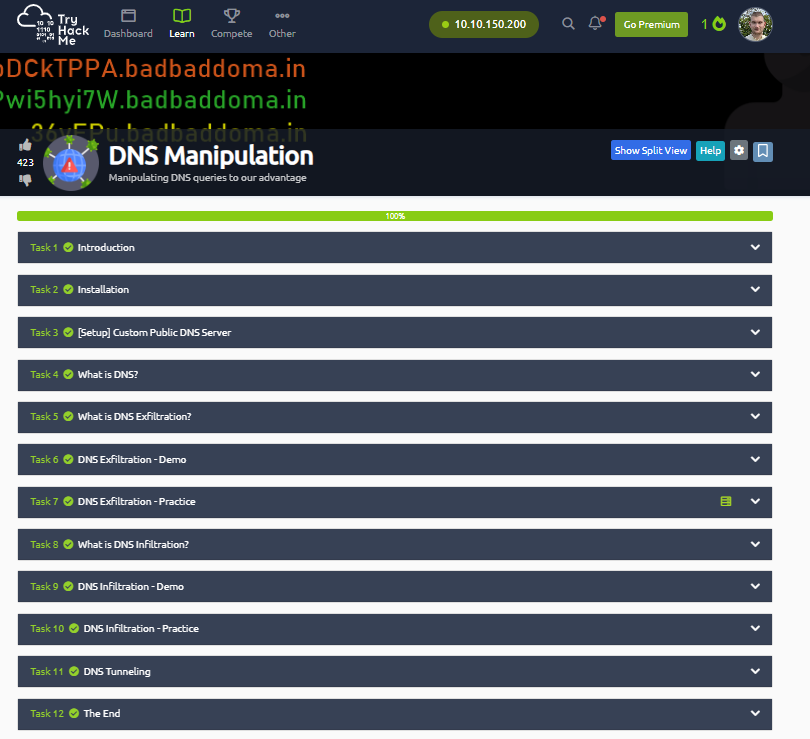 Try
Hack
Me
Dashboard
Learn
Compete
Other
10.10.150.200
Go Premium
1
DCkTPPA.badbaddoma.in
wi5hyi7W.badbaddoma.in
36yEPu.badbaddoma.in
423
DNS Manipulation
Manipulating DNS queries to our advantage
Show Split View
Help
100%
Task 1 Introduction
Task 2 Installation
Task 3 [Setup] Custom Public DNS Server
Task 4 What is DNS?
Task 5 What is DNS Exfiltration?
Task 6 DNS Exfiltration - Demo
Task 7 DNS Exfiltration - Practice
Task 8 What is DNS Infiltration?
Task 9 DNS Infiltration - Demo
Task 10 DNS Infiltration - Practice
Task 11 DNS Tunneling
Task 12 The End